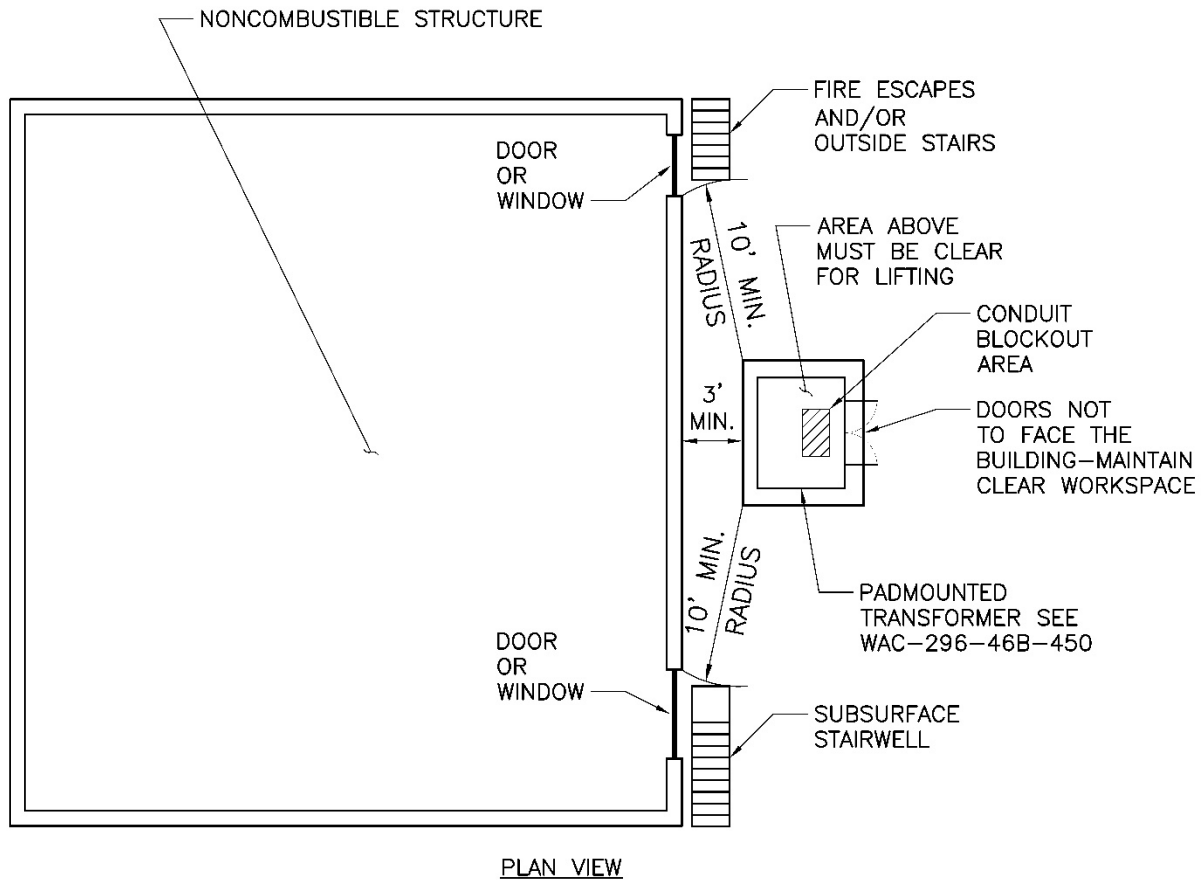 NONCOMBUSTIBLE STRUCTURE
FIRE ESCAPES
AND/OR
OUTSIDE STAIRS
DOOR
OR
WINDOW
AREA ABOVE
MUST BE CLEAR
FOR LIFTING
10' MIN.
RADIUS
CONDUIT
BLOCKOUT
AREA
3'
MIN.
DOORS NOT
TO FACE THE
BUILDING-MAINTAIN
CLEAR WORKSPACE
10' MIN.
RADIUS
PADMOUNTED
TRANSFORMER SEE
WAC-296-46B-450
DOOR
OR
WINDOW
SUBSURFACE
STAIRWELL
PLAN VIEW